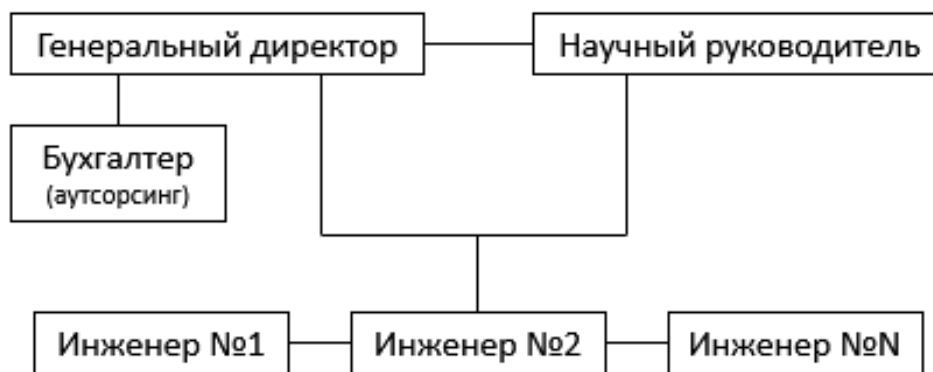 Генеральный директор
Научный руководитель
Бухгалтер
(аутсорсинг)
Инженер №1
Инженер №2
Инженер №N